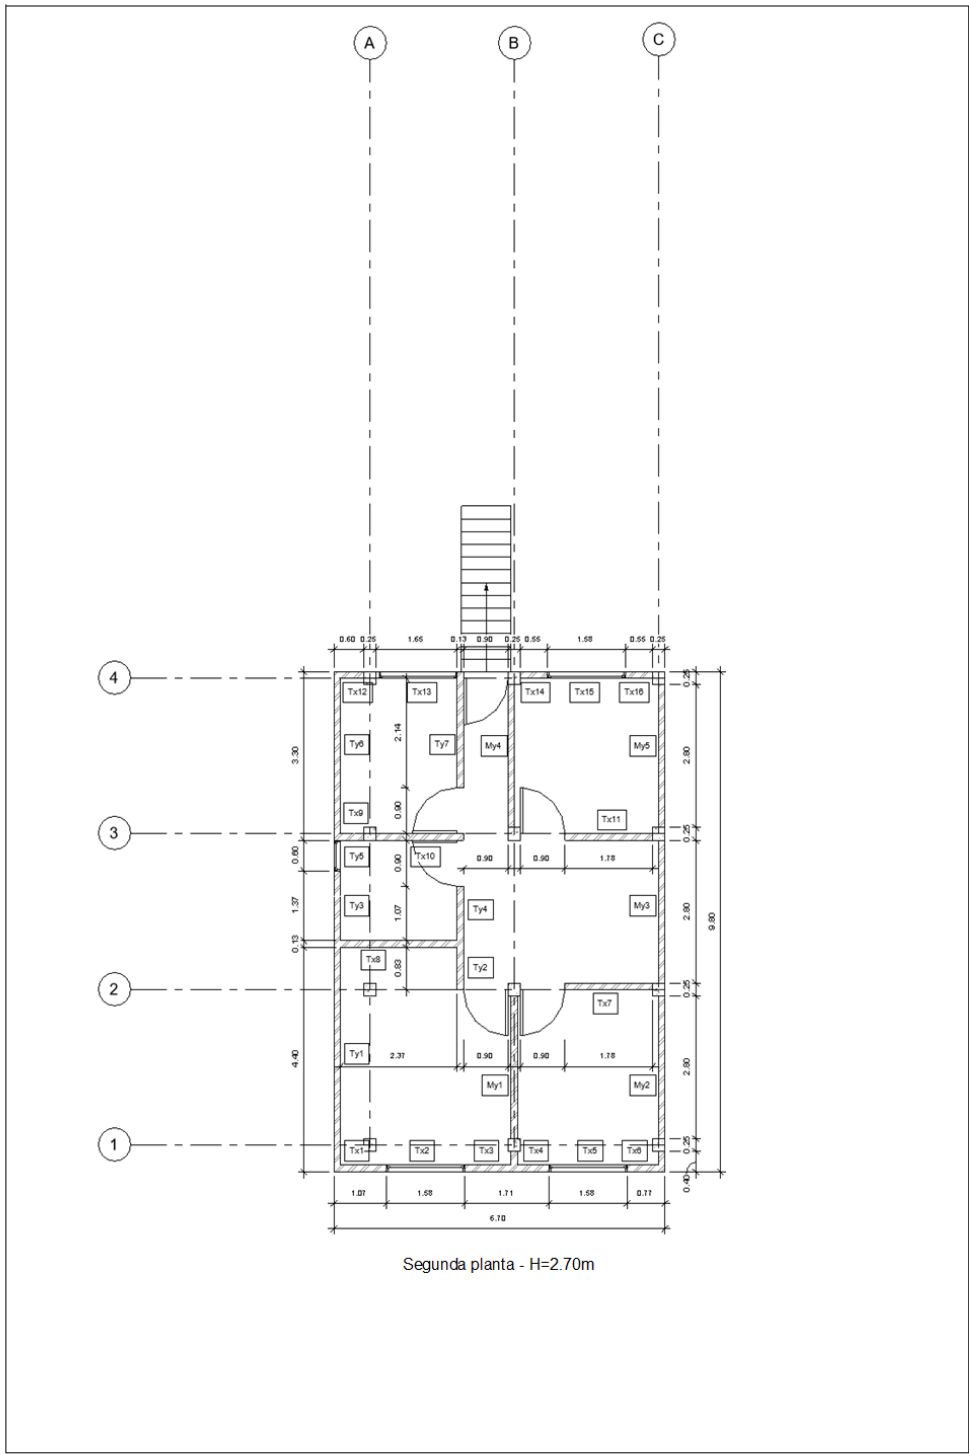 A B C
0.60 0.25 1.65 0.13 0.90 0.25 0.55 1.58 0.55 0.25
4
0.25
Tx12 Tx13 Tx14 Tx15 Tx16
2.14
Ty6 Ty7 My4 My5
3.30
2.80
0.90
Tx9 Tx11
3
0.25
0.60
Ty5 Tx10
0.90
0.90 0.90 1.78
1.37
Ty3 Ty4 My3
1.07
2.80
9.80
0.13
Tx8
0.83
Ty2
2
0.25
Tx7
Ty1
2.37 0.90 0.90 1.78
4.40
2.80
My1 My2
1
0.25
Tx1 Tx2 Tx3 Tx4 Tx5 Tx6
0.40
1.07 1.58 1.71 1.58 0.77
6.70
Segunda planta - H=2.70m